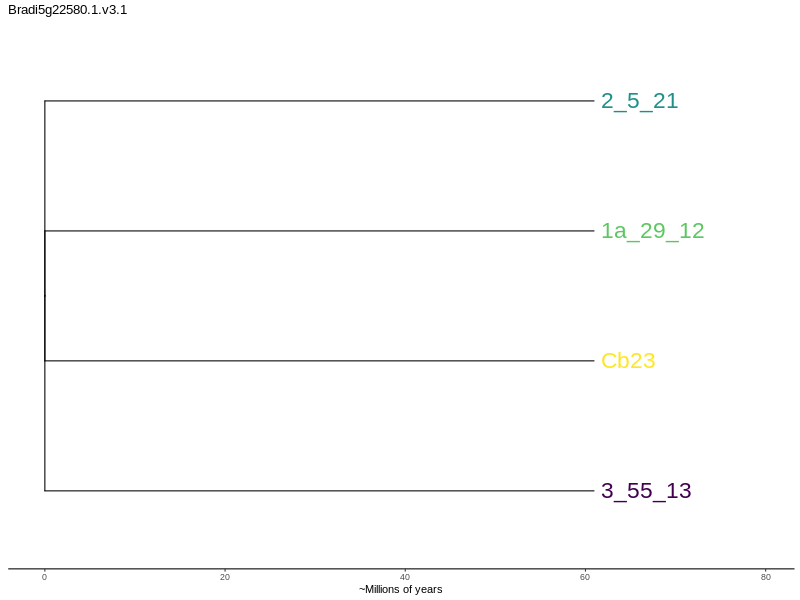 Bradi5g22580.1.v3.1
2_5_21
1a_29_12
Cb23
3_55_13
0 20 40 60 80
~Millions of years